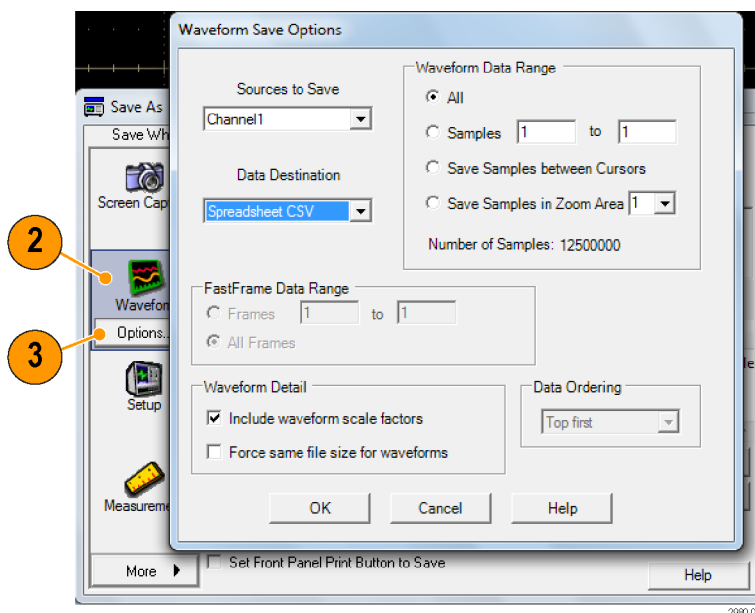 Waveform Save Options
Save As
Save Wh
Screen Cap
2
Wavefor
Options..
3
Setup
Measureme
More
Sources to Save
Channel1
Data Destination
Spreadsheet CSV
Waveform Data Range
All
Samples 1 to 1
Save Samples between Cursors
Save Samples in Zoom Area 1
Number of Samples: 12500000
FastFrame Data Range
Frames 1 to 1
All Frames
Waveform Detail
Include waveform scale factors
Force same file size for waveforms
Data Ordering
Top first
OK Cancel Help
Set Front Panel Print Button to Save
Help